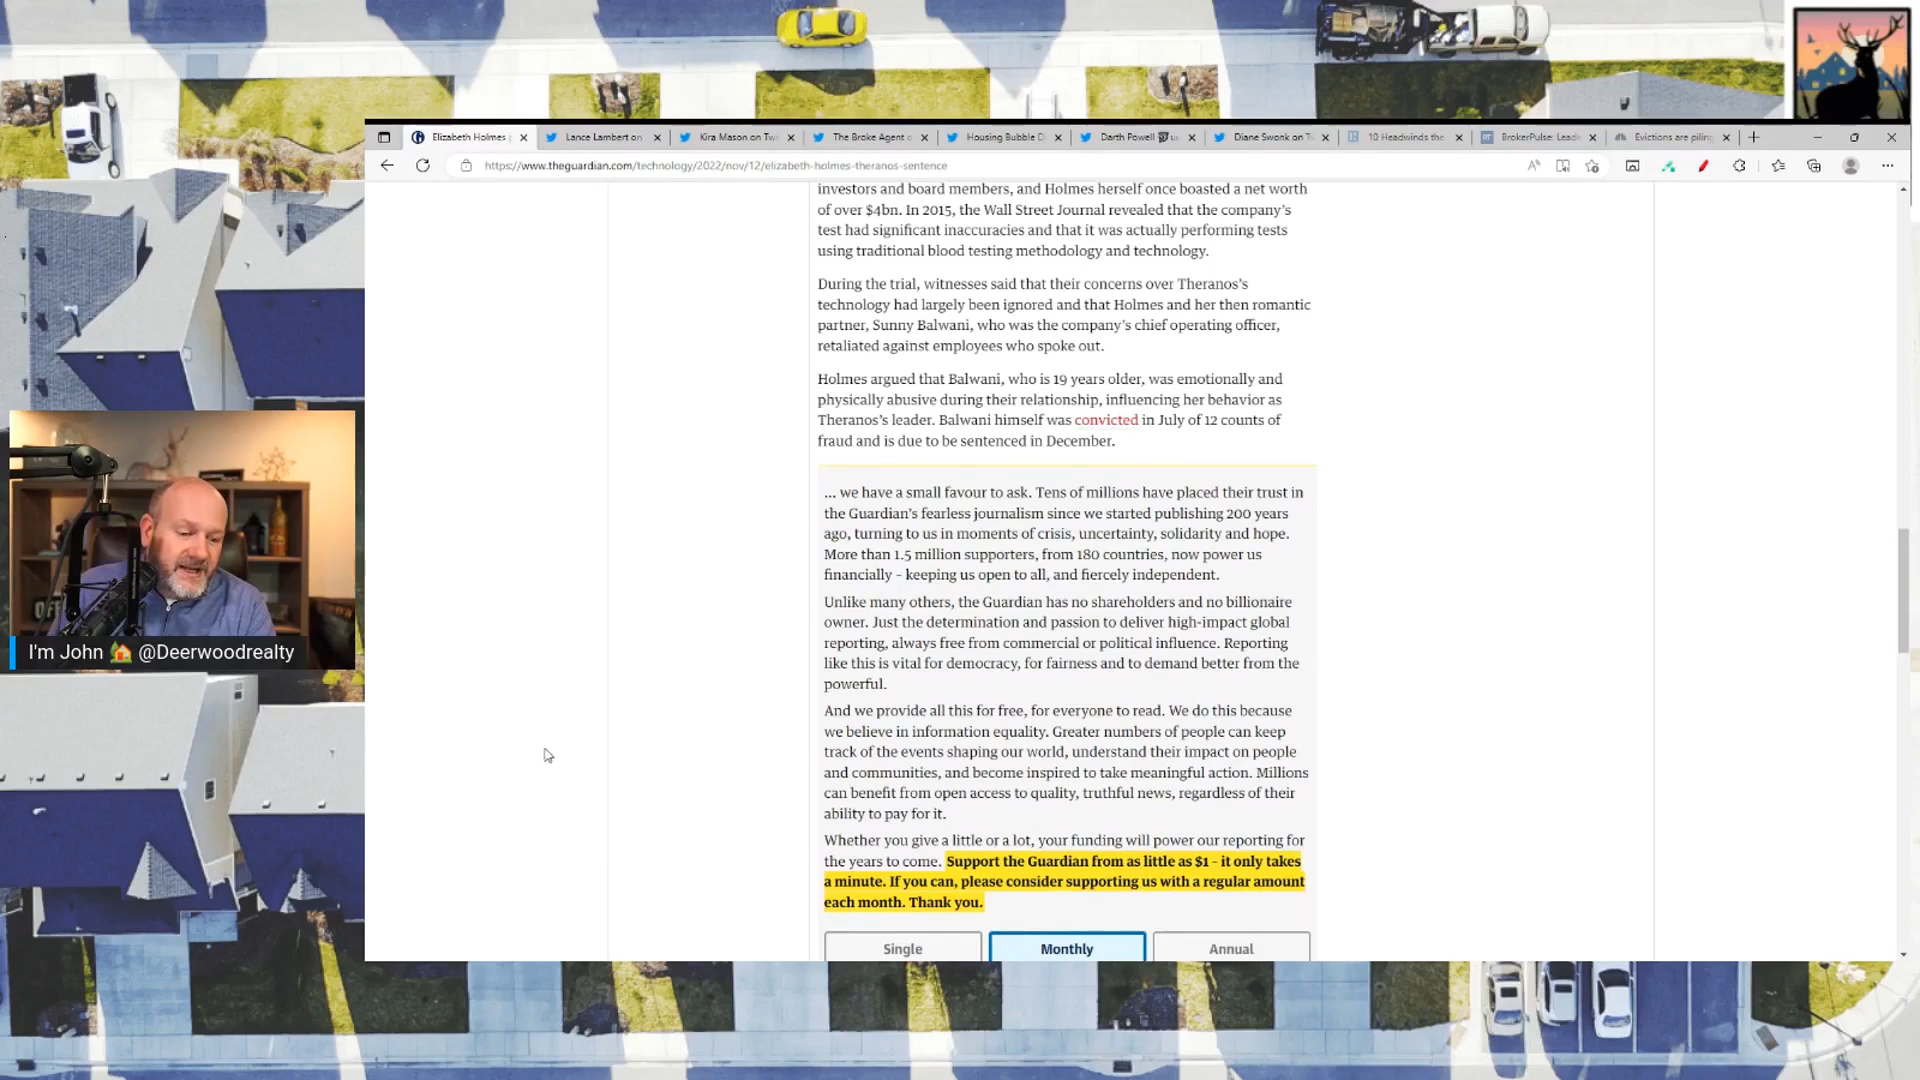 Elizabeth Holmes
Lance Lambert on
Kira Mason on Tw
The Broke Agent
Housing Bubble D
Darth Powell
Diane Swonk on T
10 Headwinds the
BrokerPulse: Lead
Evictions are piling
https://www.theguardian.com/technology/2022/nov/12/elizabeth-holmes-theranos-sentence
investors and board members, and Holmes herself once boasted a net worth
of over $4bn. In 2015, the Wall Street Journal revealed that the company’s
test had significant inaccuracies and that it was actually performing tests
using traditional blood testing methodology and technology.
During the trial, witnesses said that their concerns over Theranos’s
technology had largely been ignored and that Holmes and her then romantic
partner, Sunny Balwani, who was the company’s chief operating officer,
retaliated against employees who spoke out.
Holmes argued that Balwani, who is 19 years older, was emotionally and
physically abusive during their relationship, influencing her behavior as
Theranos’s leader. Balwani himself was convicted in July of 12 counts of
fraud and is due to be sentenced in December.
... we have a small favour to ask. Tens of millions have placed their trust in
the Guardian’s fearless journalism since we started publishing 200 years
ago, turning to us in moments of crisis, uncertainty, solidarity and hope.
More than 1.5 million supporters, from 180 countries, now power us
financially – keeping us open to all, and fiercely independent.
Unlike many others, the Guardian has no shareholders and no billionaire
owner. Just the determination and passion to deliver high-impact global
reporting, always free from commercial or political influence. Reporting
like this is vital for democracy, for fairness and to demand better from the
powerful.
And we provide all this for free, for everyone to read. We do this because
we believe in information equality. Greater numbers of people can keep
track of the events shaping our world, understand their impact on people
and communities, and become inspired to take meaningful action. Millions
can benefit from open access to quality, truthful news, regardless of their
ability to pay for it.
Whether you give a little or a lot, your funding will power our reporting for
the years to come. Support the Guardian from as little as $1 – it only takes
a minute. If you can, please consider supporting us with a regular amount
each month. Thank you.
Single
Monthly
Annual
I'm John 🏡 @Deerwoodrealty